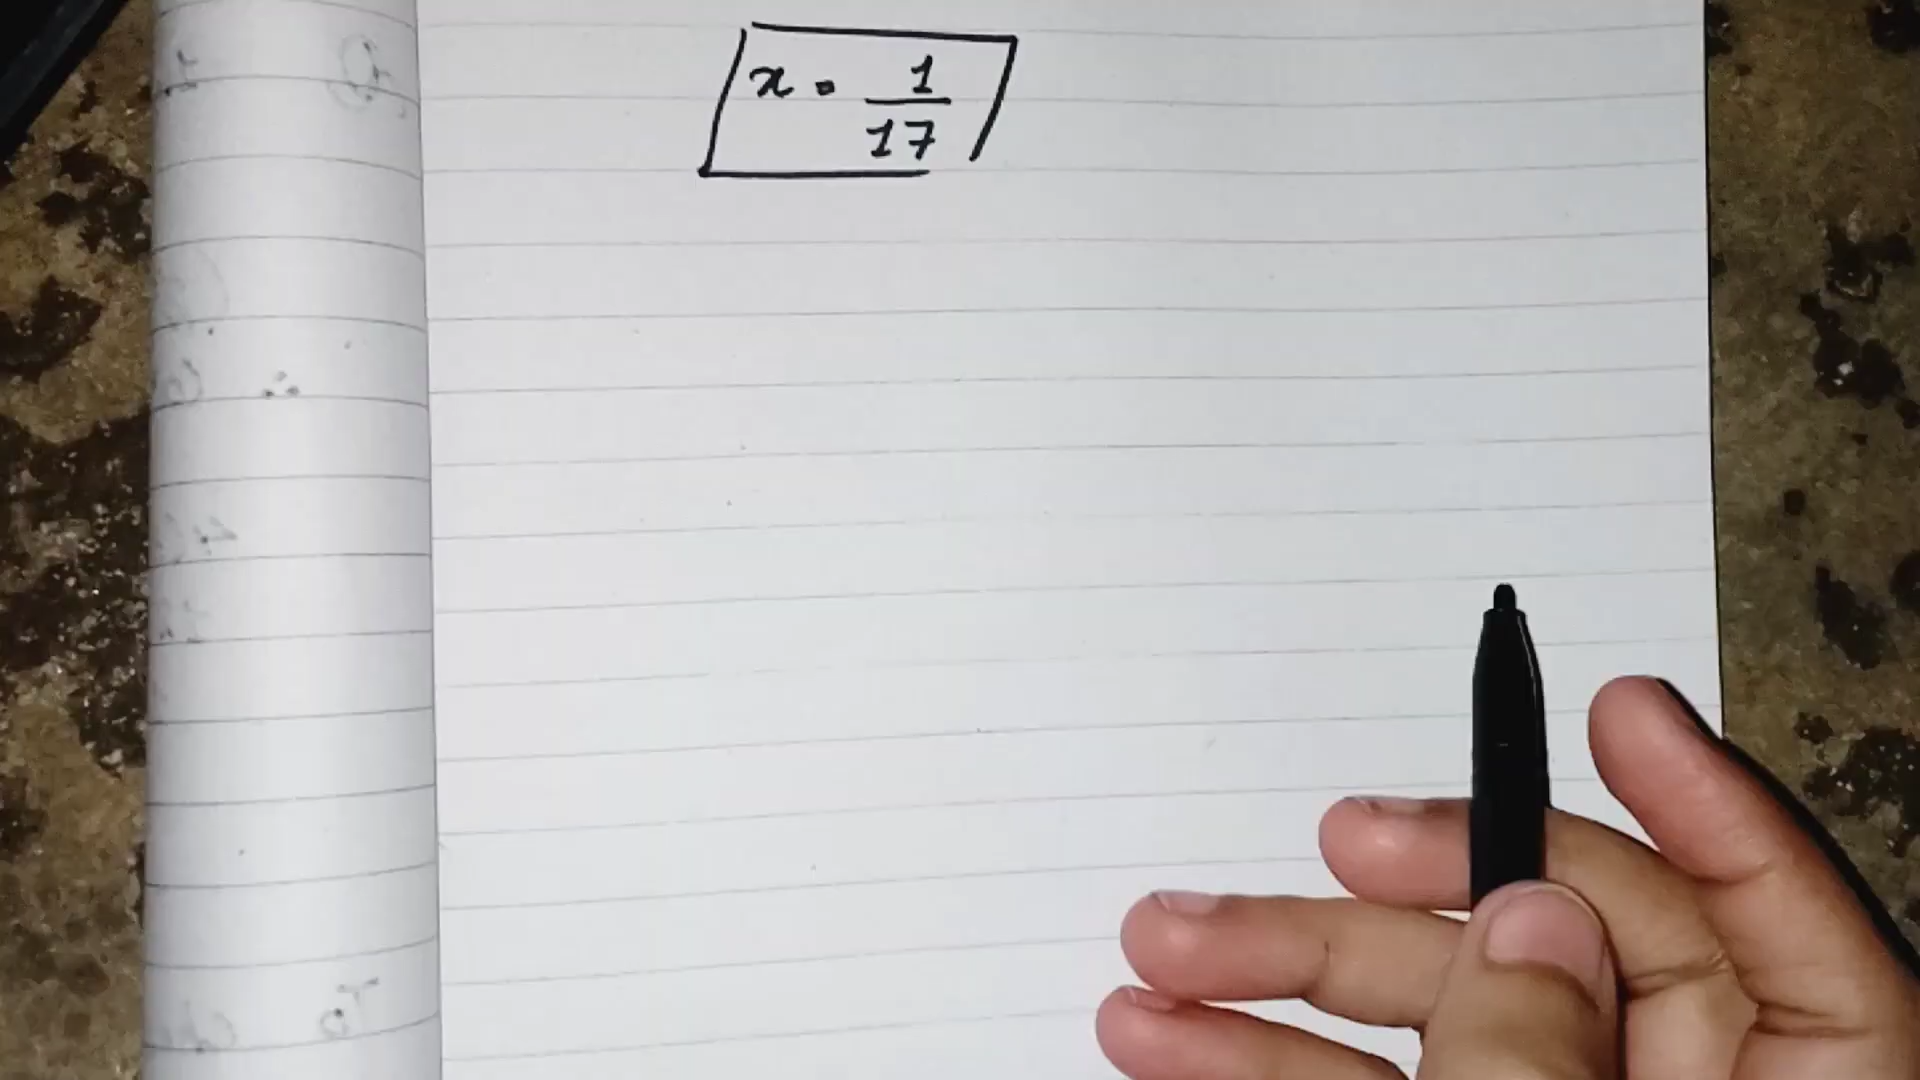 x = 1/17